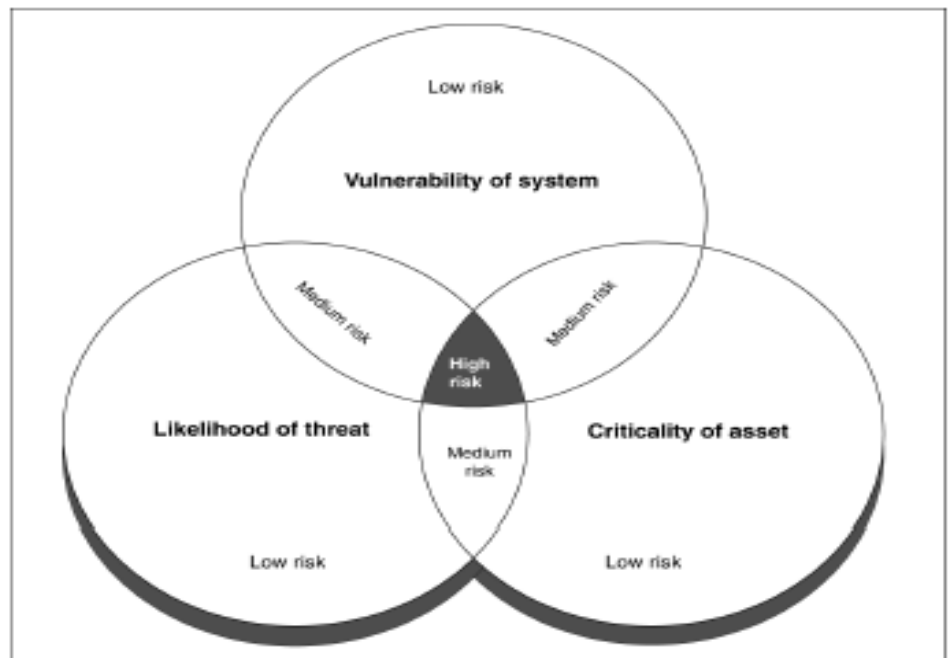 Low risk
Vulnerability of system
Medium risk
Medium risk
High
risk
Likelihood of threat
Criticality of asset
Medium
risk
Low risk
Low risk